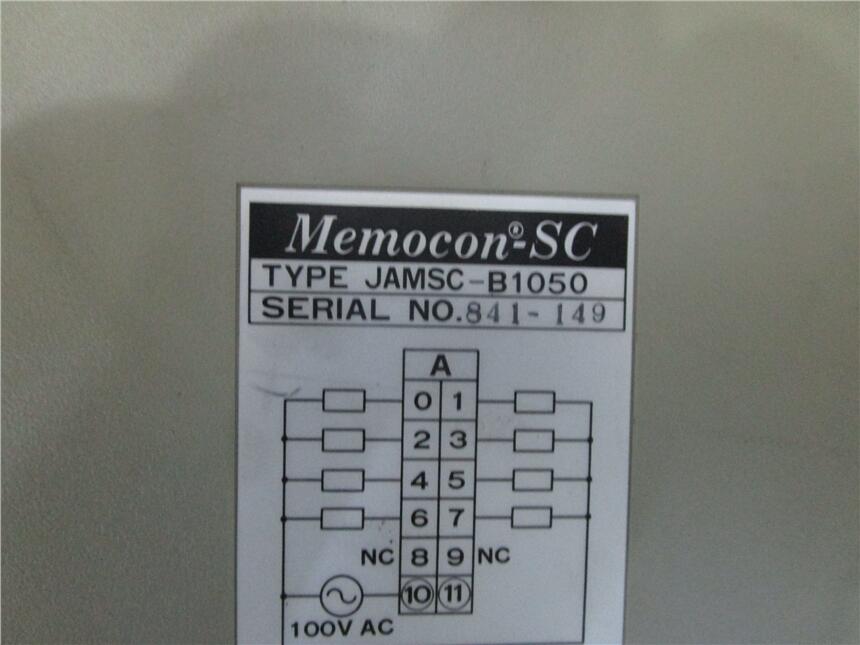 Memocon®-SC
TYPE JAMSC-B1050
SERIAL NO.841-149
A
0 1
2 3
4 5
6 7
NC 8 9 NC
10 11
100V AC